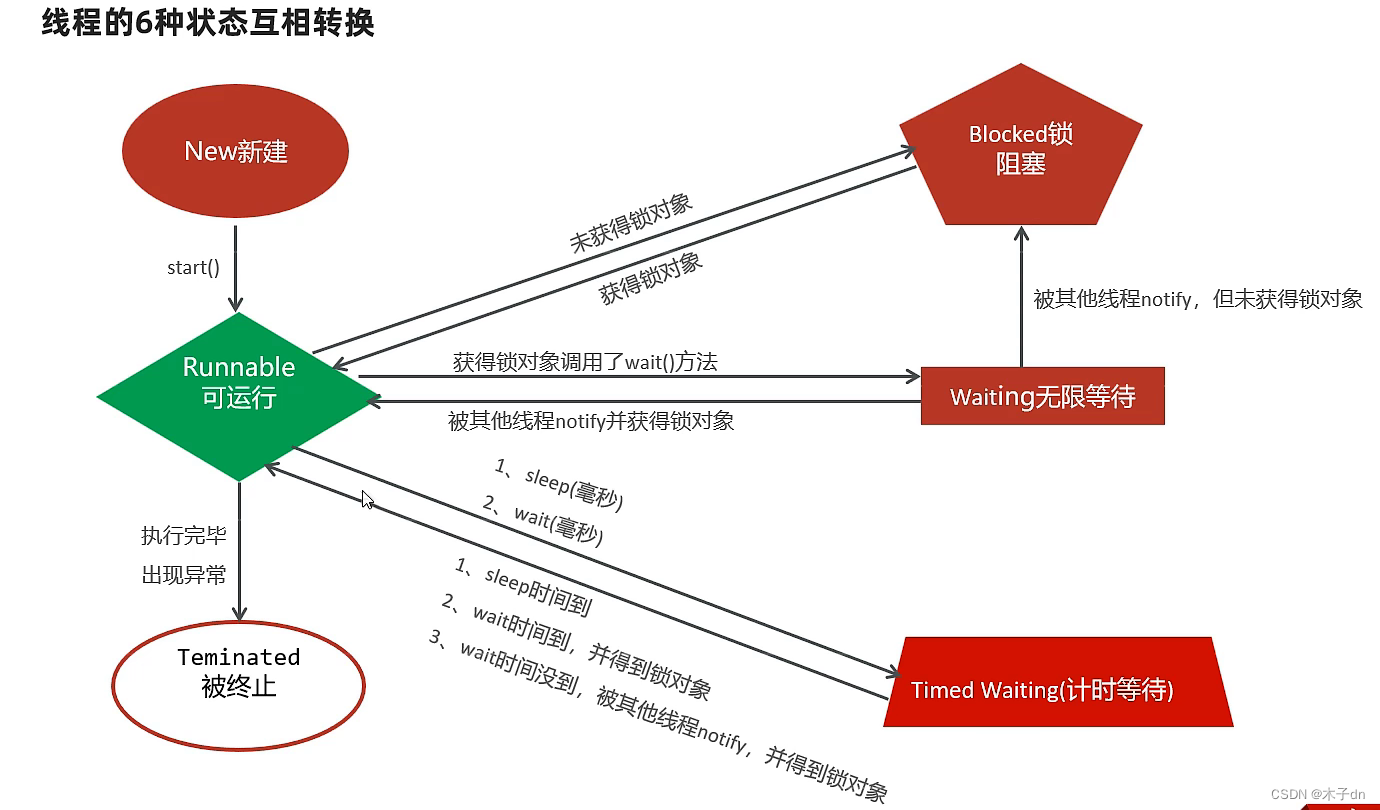 线程的6种状态互相转换
New新建
Blocked锁
阻塞
start()
未获得锁对象
获得锁对象
被其他线程notify，但未获得锁对象
Runnable
可运行
获得锁对象调用了wait()方法
被其他线程notify并获得锁对象
Waiting无限等待
1、sleep(毫秒)
2、wait(毫秒)
执行完毕
出现异常
1、sleep时间到
2、wait时间到，并得到锁对象
3、wait时间没到，被其他线程notify，并得到锁对象
Teminated
被终止
Timed Waiting(计时等待)
CSDN @木子dn